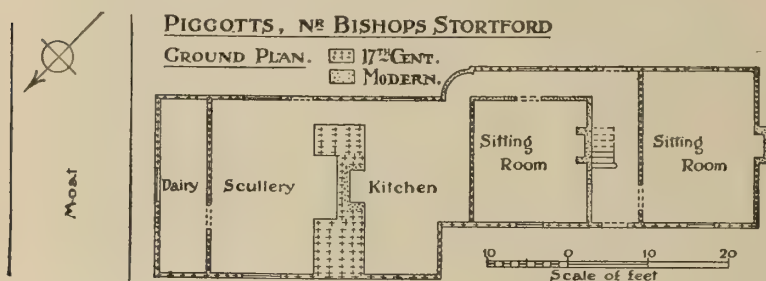 PIGGOTTS, NR BISHOPS STORTFORD
GROUND PLAN.
17TH CENT.
MODERN.
Moat
Dairy
Scullery
Kitchen
Sitting
Room
Sitting
Room
10 0 10 20
Scale of feet